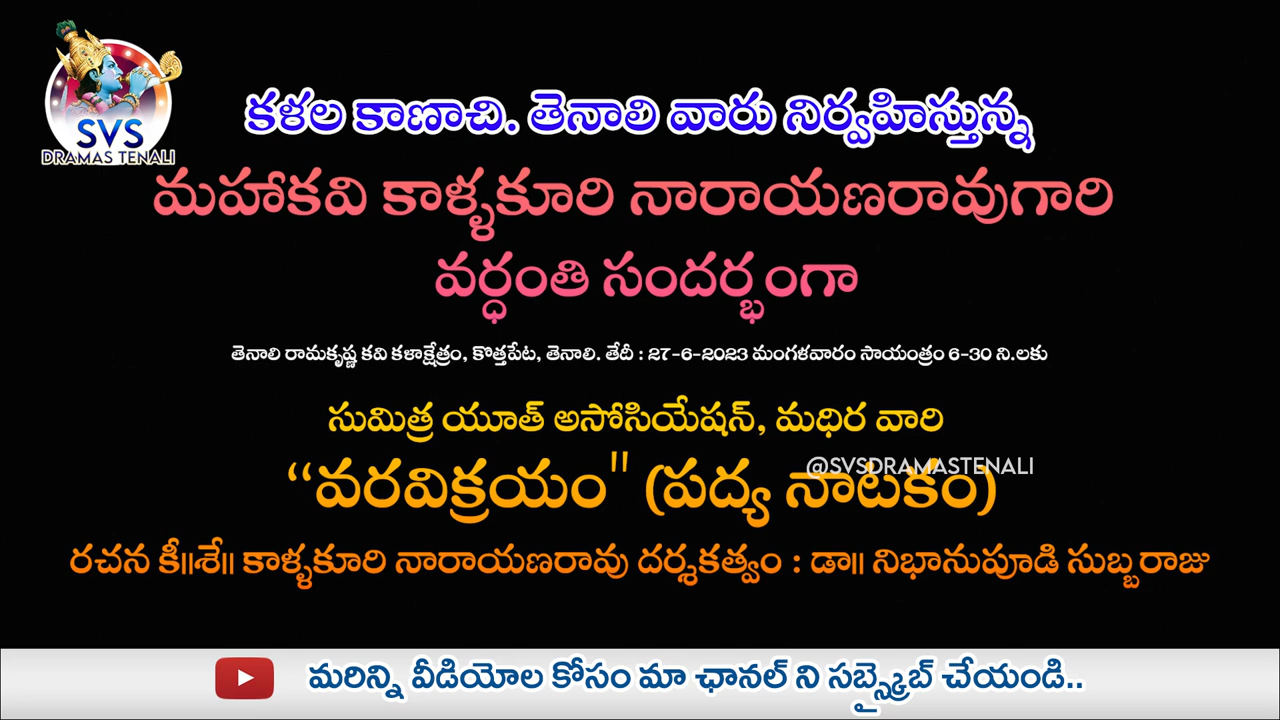 SVS
DRAMAS TENALI
కళల కాణాచి. తెనాలి వారు నిర్వహిస్తున్న
మహాకవి కాళ్ళకూరి నారాయణరావుగారి
వర్ధంతి సందర్భంగా
తెనాలి రామకృష్ణ కవి కళాక్షేత్రం, కొత్తపేట, తెనాలి. తేదీ : 27-6-2023 మంగళవారం సాయంత్రం 6-30 ని.లకు
సుమిత్ర యూత్ అసోసియేషన్, మధిర వారి
@SVSDRAMASTENALI
“వరవిక్రయం" (పద్య నాటకం)
రచన కీ||శే|| కాళ్ళకూరి నారాయణరావు దర్శకత్వం : డా|| నిభానుపూడి సుబ్బరాజు
మరిన్ని వీడియోల కోసం మా ఛానల్ ని సబ్స్క్రైబ్ చేయండి..